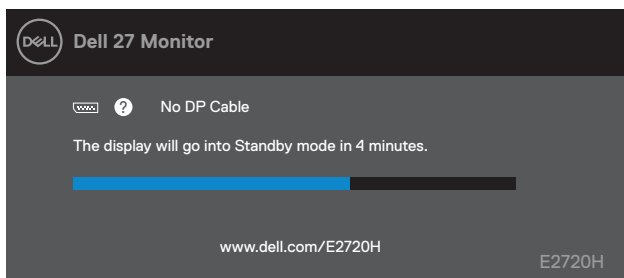 DELL Dell 27 Monitor
? No DP Cable
The display will go into Standby mode in 4 minutes.
www.dell.com/E2720H
E2720H